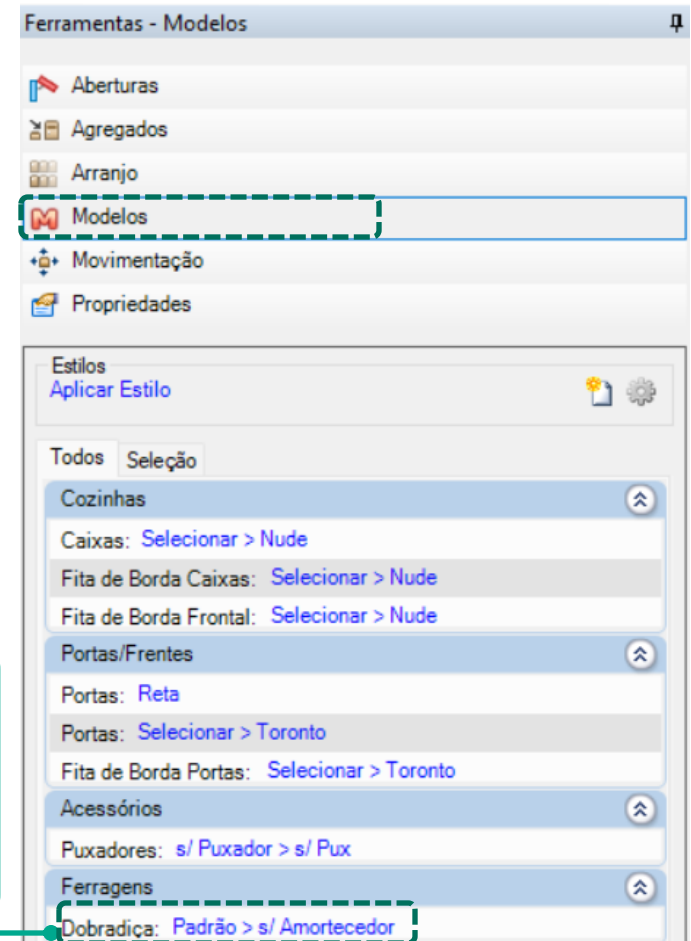 Ferramentas - Modelos
Aberturas
Agregados
Arranjo
Modelos
Movimentação
Propriedades
Estilos
Aplicar Estilo
Todos Seleção
Cozinhas
Caixas: Selecionar > Nude
Fita de Borda Caixas: Selecionar > Nude
Fita de Borda Frontal: Selecionar > Nude
Portas/Frentes
Portas: Reta
Portas: Selecionar > Toronto
Fita de Borda Portas: Selecionar > Toronto
Acessórios
Puxadores: s/ Puxador > s/ Pux
Ferragens
Dobradiça: Padrão > s/ Amortecedor